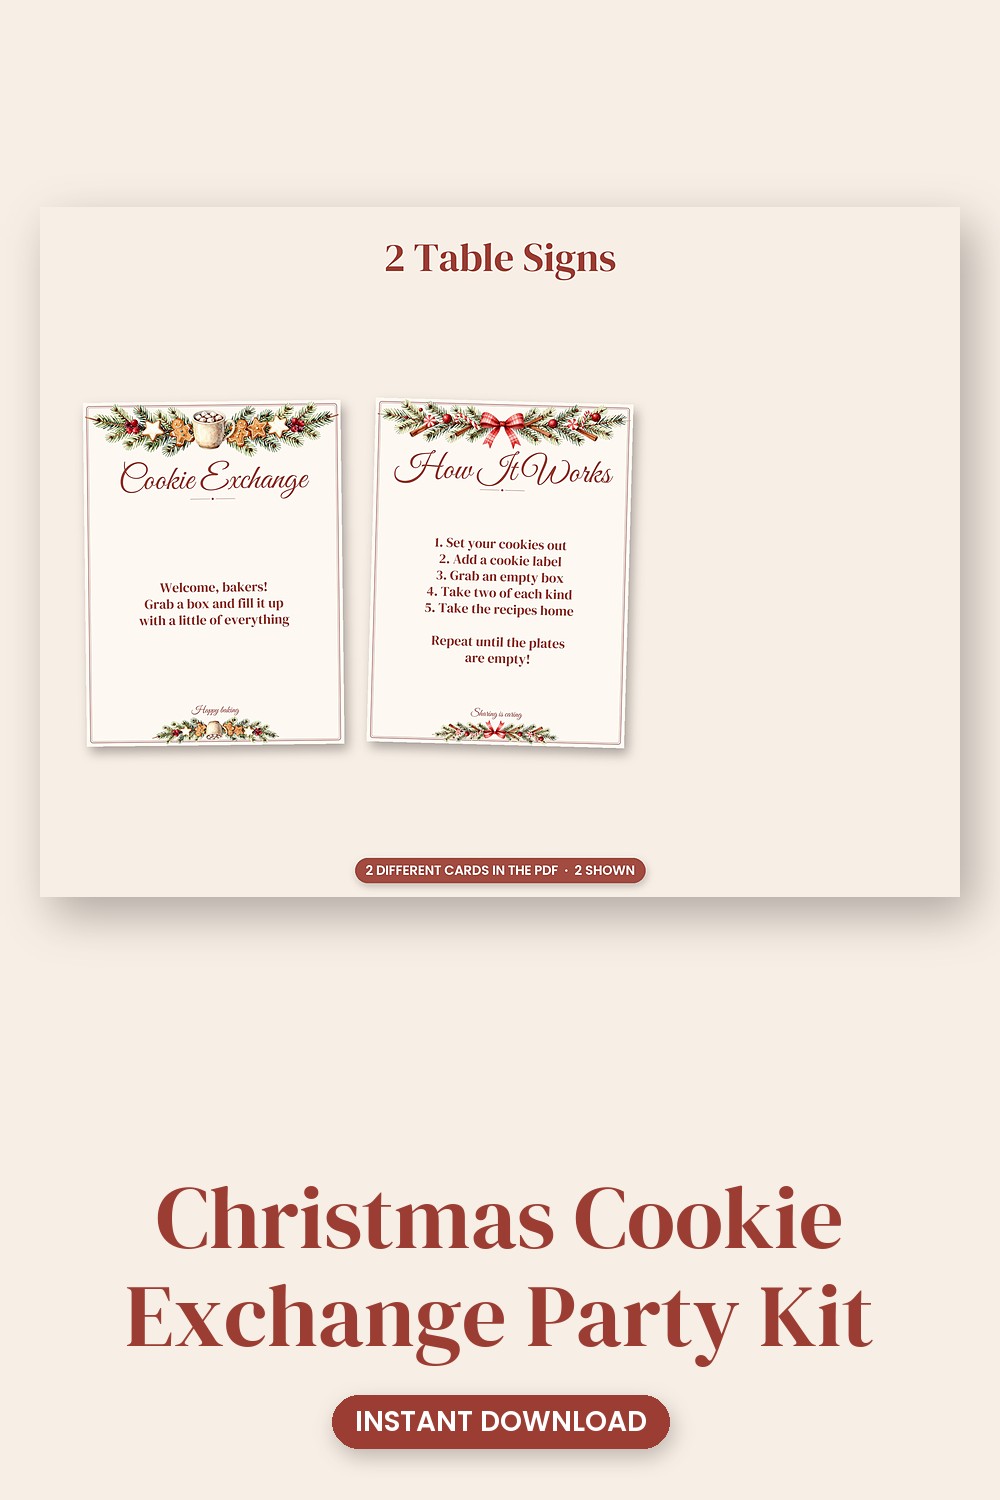 2 Table Signs
Cookie Exchange
Welcome, bakers!
Grab a box and fill it up
with a little of everything
Happy baking
How It Works
1. Set your cookies out
2. Add a cookie label
3. Grab an empty box
4. Take two of each kind
5. Take the recipes home
Repeat until the plates
are empty!
Sharing is caring
2 DIFFERENT CARDS IN THE PDF · 2 SHOWN
Christmas Cookie
Exchange Party Kit
INSTANT DOWNLOAD